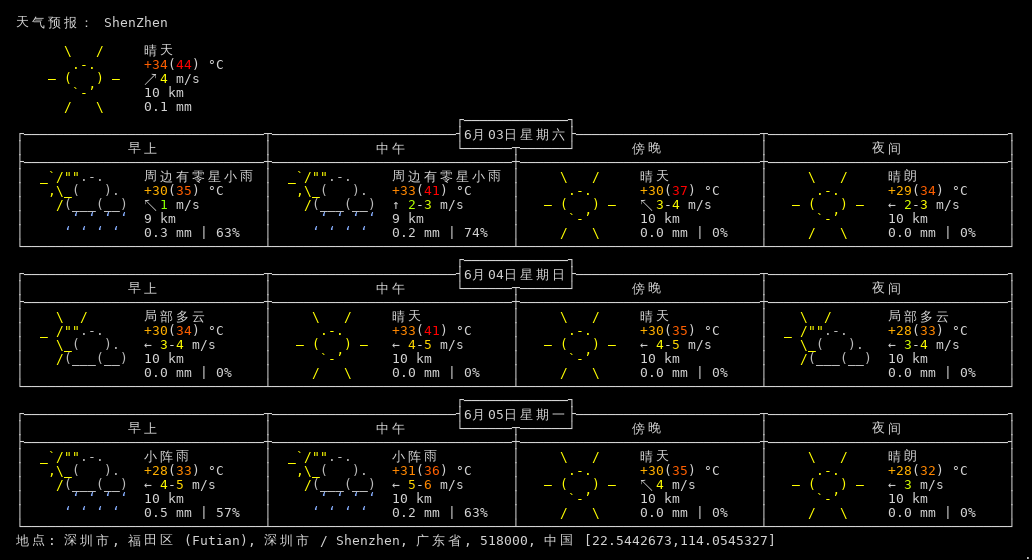 天气预报： ShenZhen
晴天
+34(44) °C
↗4 m/s
10 km
0.1 mm
6月03日星期六
早上 中午 傍晚 夜间
周边有零星小雨 周边有零星小雨 晴天 晴朗
+30(35) °C +33(41) °C +30(37) °C +29(34) °C
↖1 m/s ↑ 2-3 m/s ↖3-4 m/s ← 2-3 m/s
9 km 9 km 10 km 10 km
0.3 mm | 63% 0.2 mm | 74% 0.0 mm | 0% 0.0 mm | 0%
6月04日星期日
早上 中午 傍晚 夜间
局部多云 晴天 晴天 局部多云
+30(34) °C +33(41) °C +30(35) °C +28(33) °C
← 3-4 m/s ← 4-5 m/s ← 4-5 m/s ← 3-4 m/s
10 km 10 km 10 km 10 km
0.0 mm | 0% 0.0 mm | 0% 0.0 mm | 0% 0.0 mm | 0%
6月05日星期一
早上 中午 傍晚 夜间
小阵雨 小阵雨 晴天 晴朗
+28(33) °C +31(36) °C +30(35) °C +28(32) °C
← 4-5 m/s ← 5-6 m/s ↖4 m/s ← 3 m/s
10 km 10 km 10 km 10 km
0.5 mm | 57% 0.2 mm | 63% 0.0 mm | 0% 0.0 mm | 0%
地点: 深圳市, 福田区 (Futian), 深圳市 / Shenzhen, 广东省, 518000, 中国 [22.5442673,114.0545327]